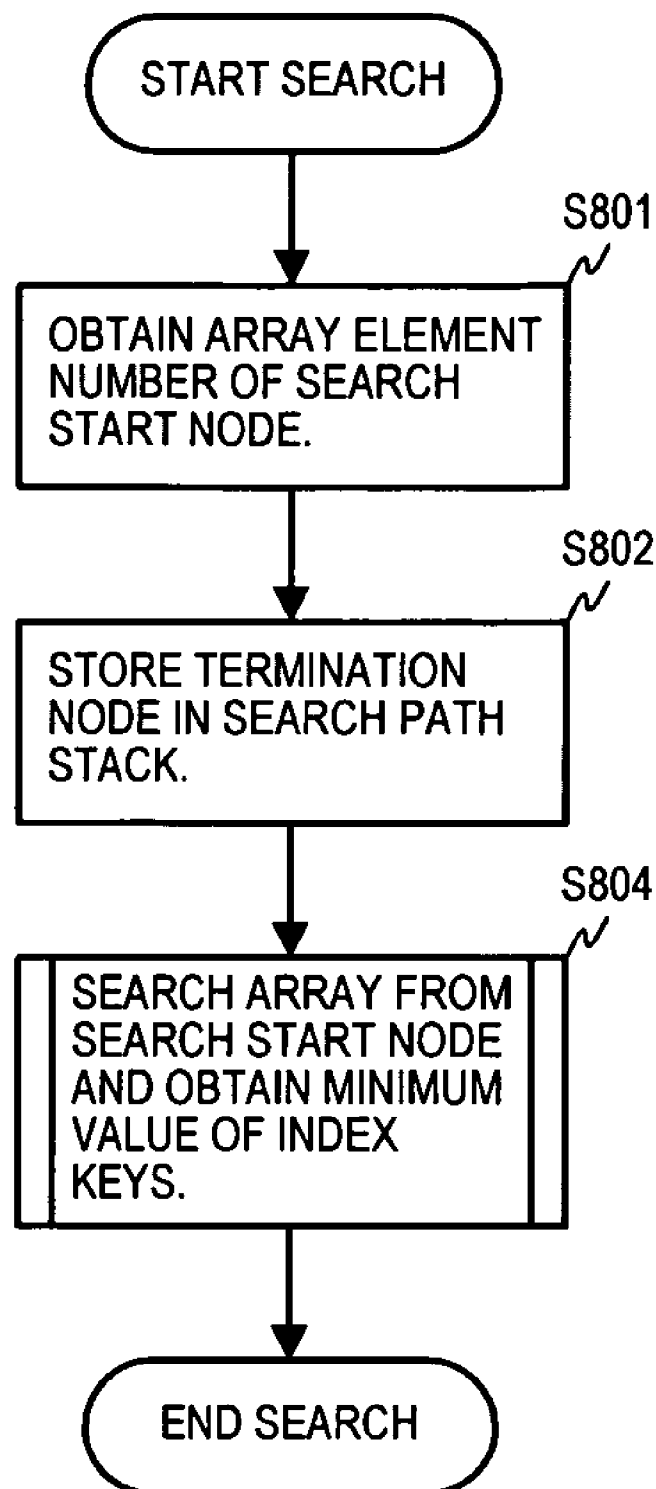 START SEARCH
S801
OBTAIN ARRAY ELEMENT
NUMBER OF SEARCH
START NODE.
S802
STORE TERMINATION
NODE IN SEARCH PATH
STACK.
S804
SEARCH ARRAY FROM
SEARCH START NODE
AND OBTAIN MINIMUM
VALUE OF INDEX
KEYS.
END SEARCH